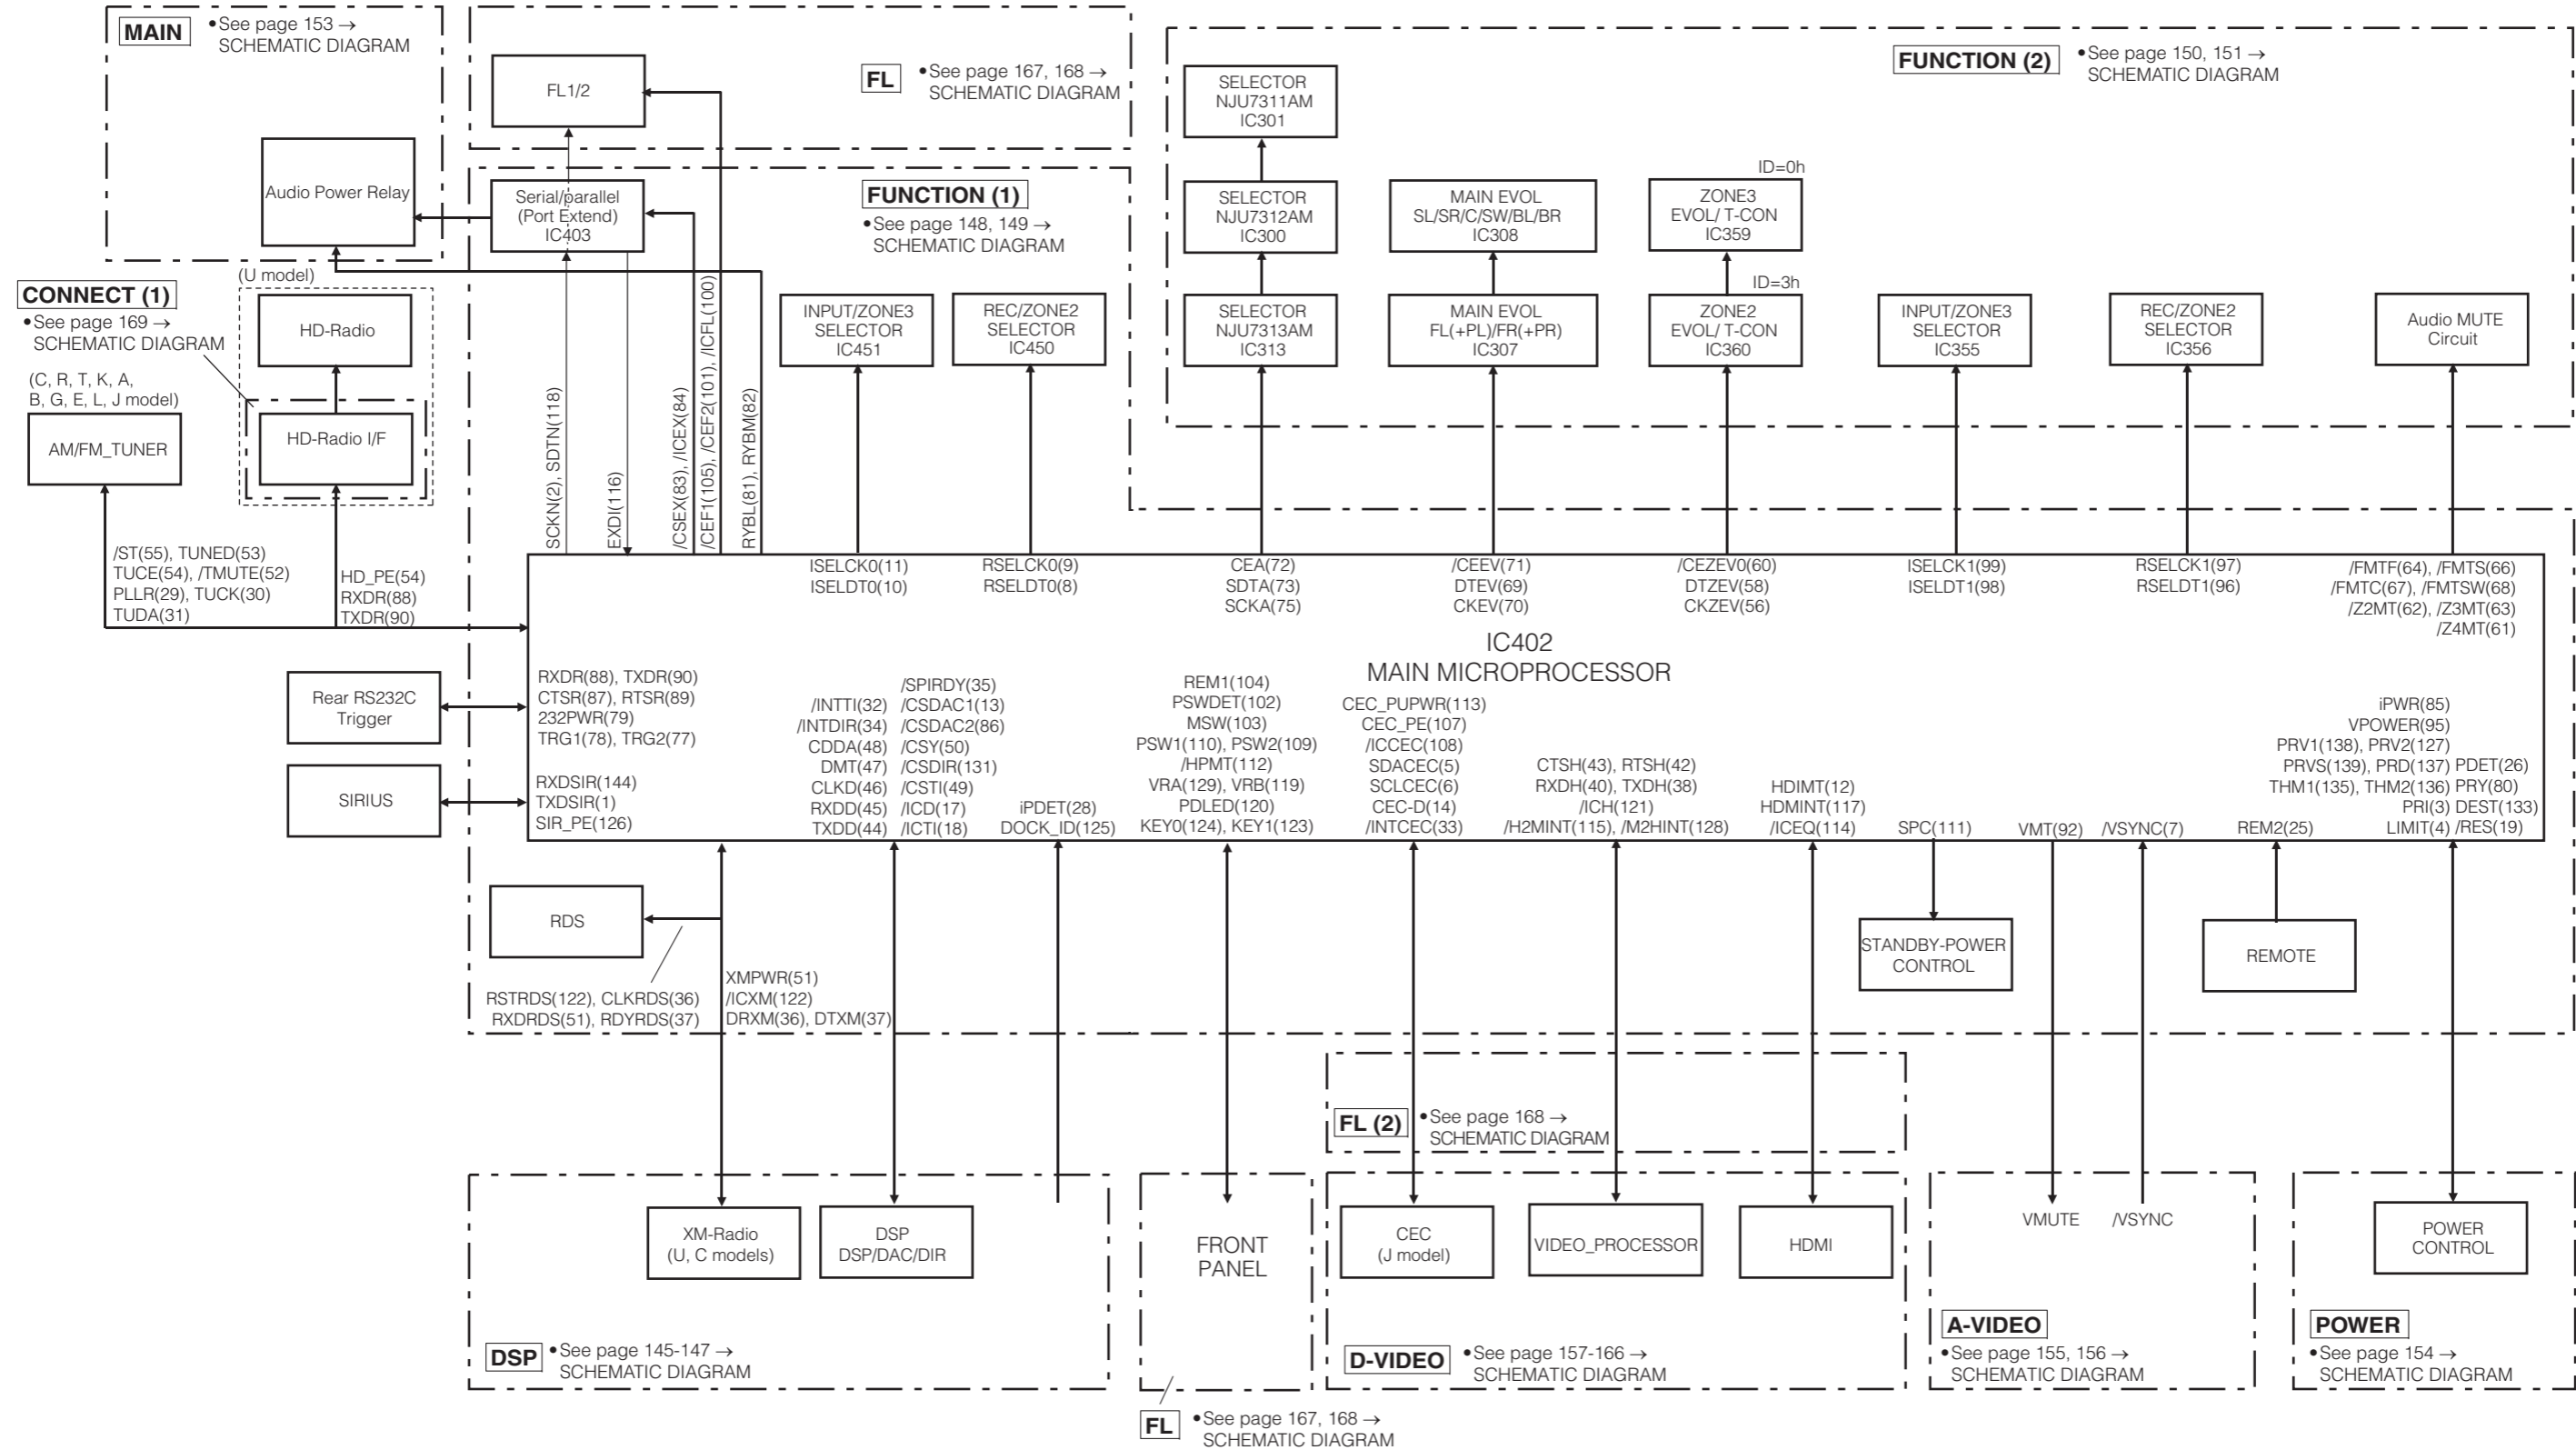 MAIN
•See page 153 →
SCHEMATIC DIAGRAM
FL1/2
FL
•See page 167, 168 →
SCHEMATIC DIAGRAM
FUNCTION (2)
•See page 150, 151 →
SCHEMATIC DIAGRAM
SELECTOR
NJU7311AM
IC301
Audio Power Relay
Serial/parallel
(Port Extend)
IC403
FUNCTION (1)
•See page 148, 149 →
SCHEMATIC DIAGRAM
SELECTOR
NJU7312AM
IC300
MAIN EVOL
SL/SR/C/SW/BL/BR
IC308
ID=0h
ZONE3
EVOL/ T-CON
IC359
CONNECT (1)
•See page 169 →
SCHEMATIC DIAGRAM
(U model)
HD-Radio
INPUT/ZONE3
SELECTOR
IC451
REC/ZONE2
SELECTOR
IC450
SELECTOR
NJU7313AM
IC313
MAIN EVOL
FL(+PL)/FR(+PR)
IC307
ID=3h
ZONE2
EVOL/ T-CON
IC360
INPUT/ZONE3
SELECTOR
IC355
REC/ZONE2
SELECTOR
IC356
Audio MUTE
Circuit
(C, R, T, K, A,
B, G, E, L, J model)
AM/FM_TUNER
HD-Radio I/F
SCKN(2), SDTN(118)
EXDI(116)
/CSEX(83), /ICEX(84)
/CEF1(105), /CEF2(101), /ICFL(100)
RYBL(81), RYBM(82)
/ST(55), TUNED(53)
TUCE(54), /TMUTE(52)
PLLR(29), TUCK(30)
TUDA(31)
HD_PE(54)
RXDR(88)
TXDR(90)
ISELCK0(11)
ISELDT0(10)
RSELCK0(9)
RSELDT0(8)
CEA(72)
SDTA(73)
SCKA(75)
/CEEV(71)
DTEV(69)
CKEV(70)
/CEZEV0(60)
DTZEV(58)
CKZEV(56)
ISELCK1(99)
ISELDT1(98)
RSELCK1(97)
RSELDT1(96)
/FMTF(64), /FMTS(66)
/FMTC(67), /FMTSW(68)
/Z2MT(62), /Z3MT(63)
/Z4MT(61)
IC402
MAIN MICROPROCESSOR
Rear RS232C
Trigger
RXDR(88), TXDR(90)
CTSR(87), RTSR(89)
232PWR(79)
TRG1(78), TRG2(77)
SIRIUS
RXDSIR(144)
TXDSIR(1)
SIR_PE(126)
/INTTI(32)
/INTDIR(34)
CDDA(48)
DMT(47)
CLKD(46)
RXDD(45)
TXDD(44)
/SPIRDY(35)
/CSDAC1(13)
/CSDAC2(86)
/CSY(50)
/CSDIR(131)
/CSTI(49)
/ICD(17)
/ICTI(18)
iPDET(28)
DOCK_ID(125)
REM1(104)
PSWDET(102)
MSW(103)
PSW1(110), PSW2(109)
/HPMT(112)
VRA(129), VRB(119)
PDLED(120)
KEY0(124), KEY1(123)
CEC_PUPWR(113)
CEC_PE(107)
/ICCEC(108)
SDACEC(5)
SCLCEC(6)
CEC-D(14)
/INTCEC(33)
CTSH(43), RTSH(42)
RXDH(40), TXDH(38)
/ICH(121)
/H2MINT(115), /M2HINT(128)
HDIMT(12)
HDMINT(117)
/ICEQ(114)
SPC(111)
VMT(92)
/VSYNC(7)
REM2(25)
iPWR(85)
VPOWER(95)
PRV1(138), PRV2(127)
PRVS(139), PRD(137) PDET(26)
THM1(135), THM2(136) PRY(80)
PRI(3) DEST(133)
LIMIT(4) /RES(19)
RDS
RSTRDS(122), CLKRDS(36)
RXDRDS(51), RDYRDS(37)
XMPWR(51)
/ICXM(122)
DRXM(36), DTXM(37)
STANDBY-POWER
CONTROL
REMOTE
FL (2)
•See page 168 →
SCHEMATIC DIAGRAM
XM-Radio
(U, C models)
DSP
DSP/DAC/DIR
FRONT
PANEL
CEC
(J model)
VIDEO_PROCESSOR
HDMI
VMUTE
/VSYNC
POWER
CONTROL
DSP
•See page 145-147 →
SCHEMATIC DIAGRAM
D-VIDEO
•See page 157-166 →
SCHEMATIC DIAGRAM
A-VIDEO
•See page 155, 156 →
SCHEMATIC DIAGRAM
POWER
•See page 154 →
SCHEMATIC DIAGRAM
FL
•See page 167, 168 →
SCHEMATIC DIAGRAM